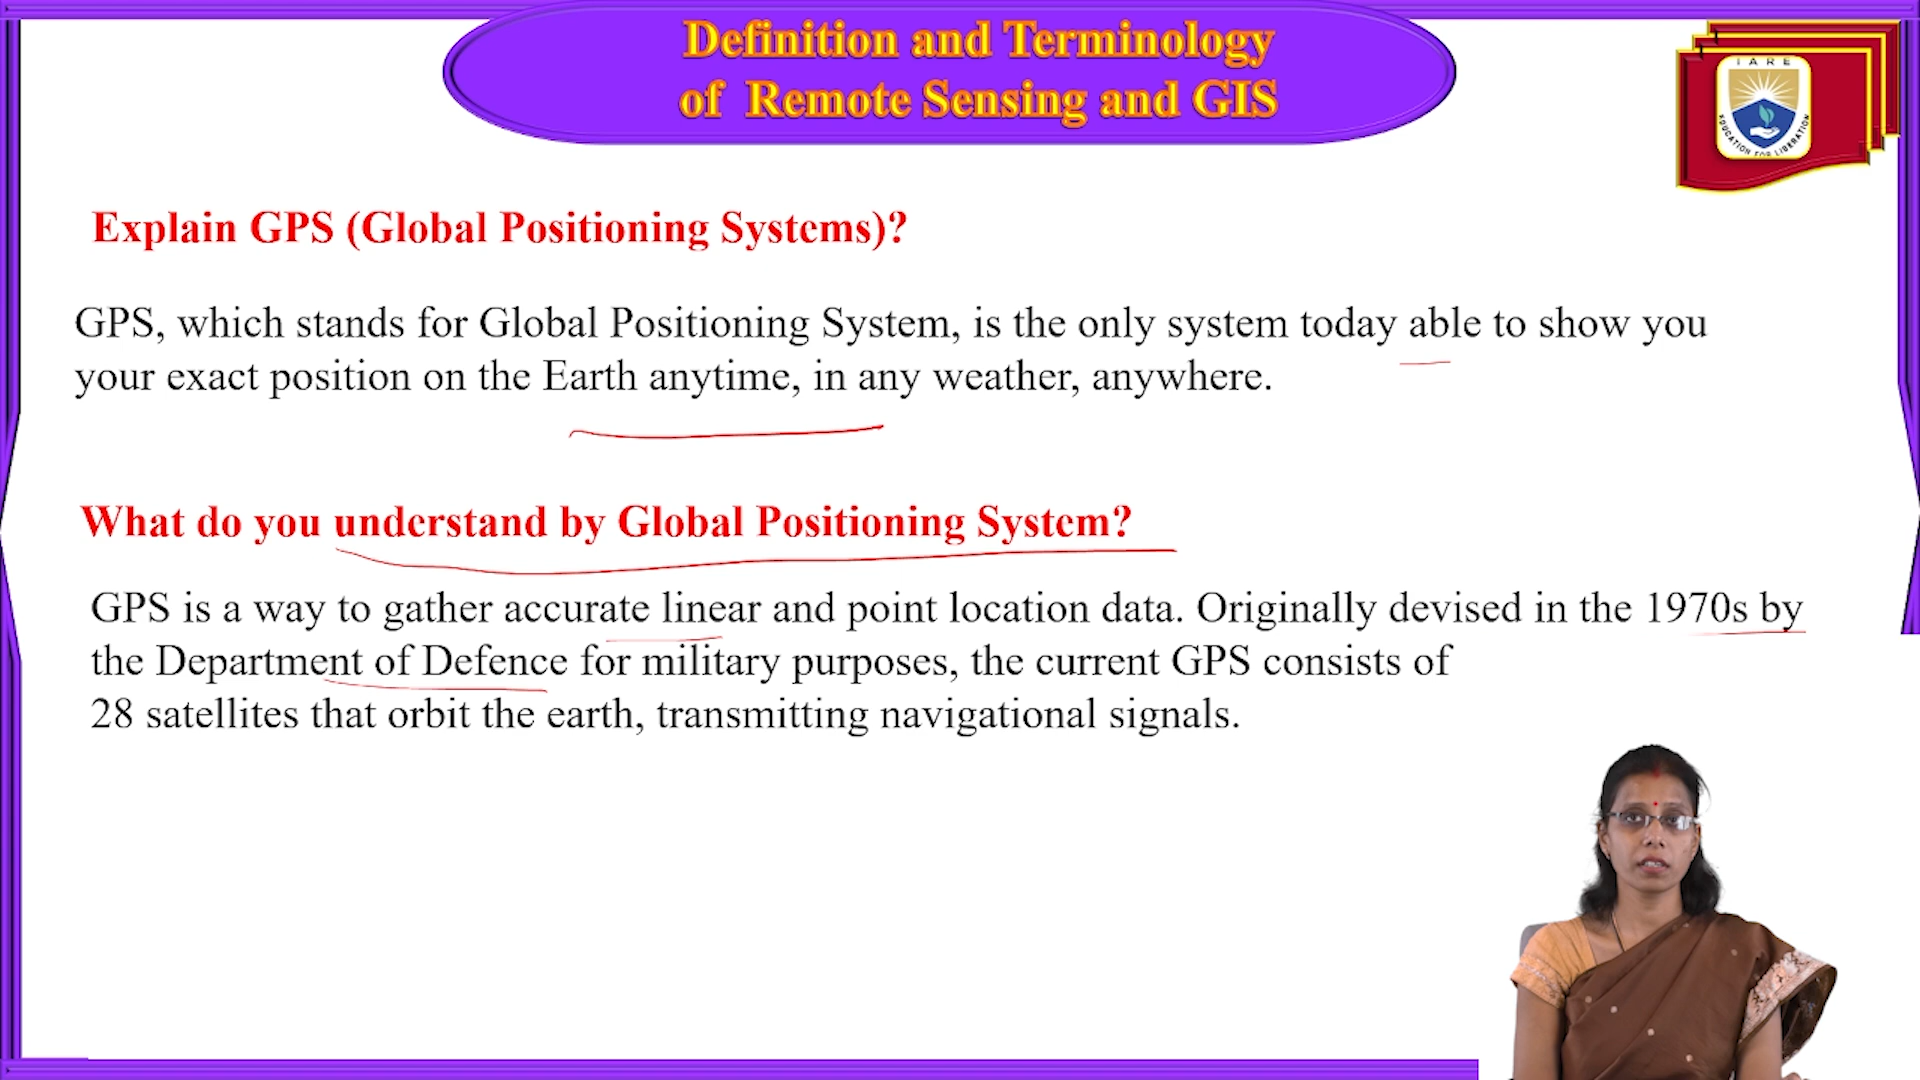 Definition and Terminology
of Remote Sensing and GIS
IARE
EDUCATION FOR LIBERATION
Explain GPS (Global Positioning Systems)?
GPS, which stands for Global Positioning System, is the only system today able to show you
your exact position on the Earth anytime, in any weather, anywhere.
What do you understand by Global Positioning System?
GPS is a way to gather accurate linear and point location data. Originally devised in the 1970s by
the Department of Defence for military purposes, the current GPS consists of
28 satellites that orbit the earth, transmitting navigational signals.